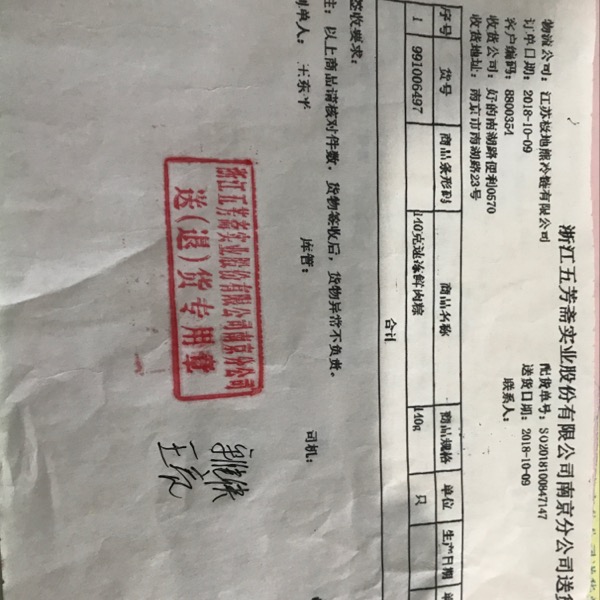 浙江五芳斋实业股份有限公司南京分公司送货
物流公司：江苏极地熊冷链有限公司 配货单号：SO2018100847147
订单日期：2018-10-09 送货日期：2018-10-09
客户编码：8800354 联系人：
收货公司：好的南湖路便利0570
收货地址：南京市南湖路23号
序号 货号 商品条形码 商品名称 商品规格 单位 生产日期
1 991006497 140克速冻鲜肉粽 140g 只
合计
签收要求：
注：以上商品请核对件数，货物签收后，货物异常不负责。
制单人：王东平 库管： 司机：
浙江五芳斋实业股份有限公司南京分公司
送(退)货专用章